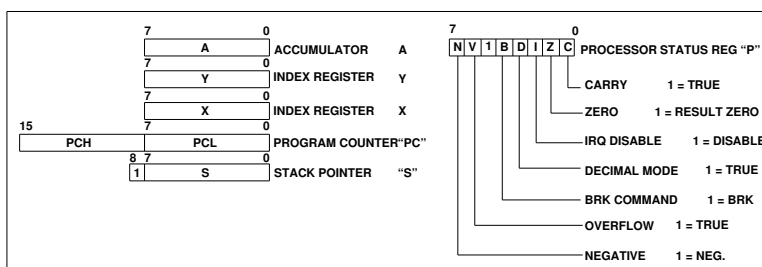 7 0
A ACCUMULATOR A
7 0
Y INDEX REGISTER Y
7 0
X INDEX REGISTER X
15 7 0
PCH PCL PROGRAM COUNTER “PC”
8 7 0
1 S STACK POINTER “S”
7 0
N V 1 B D I Z C PROCESSOR STATUS REG “P”
CARRY 1 = TRUE
ZERO 1 = RESULT ZERO
IRQ DISABLE 1 = DISABLE
DECIMAL MODE 1 = TRUE
BRK COMMAND 1 = BRK
OVERFLOW 1 = TRUE
NEGATIVE 1 = NEG.